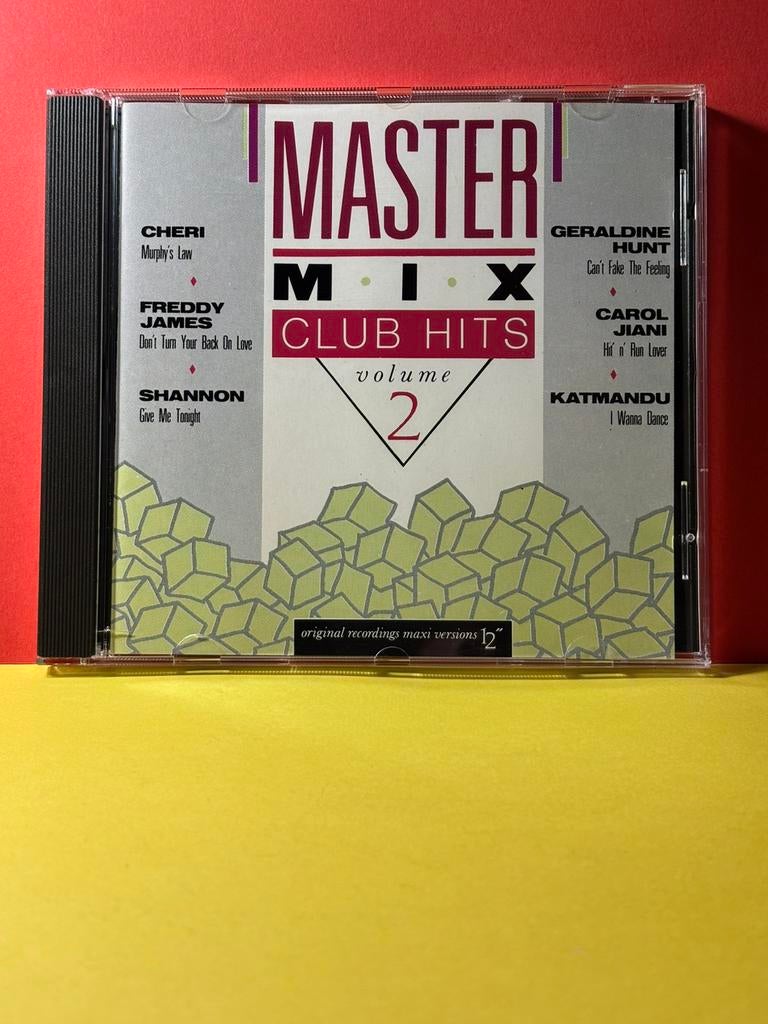 MASTER
M·I·X
CLUB HITS
volume
2
CHERI
Murphy's Law
FREDDY
JAMES
Don't Turn Your Back On Love
SHANNON
Give Me Tonight
GERALDINE
HUNT
Can't Fake The Feeling
CAROL
JIANI
Hit' n' Run Lover
KATMANDU
I Wanna Dance
original recordings maxi versions 12"